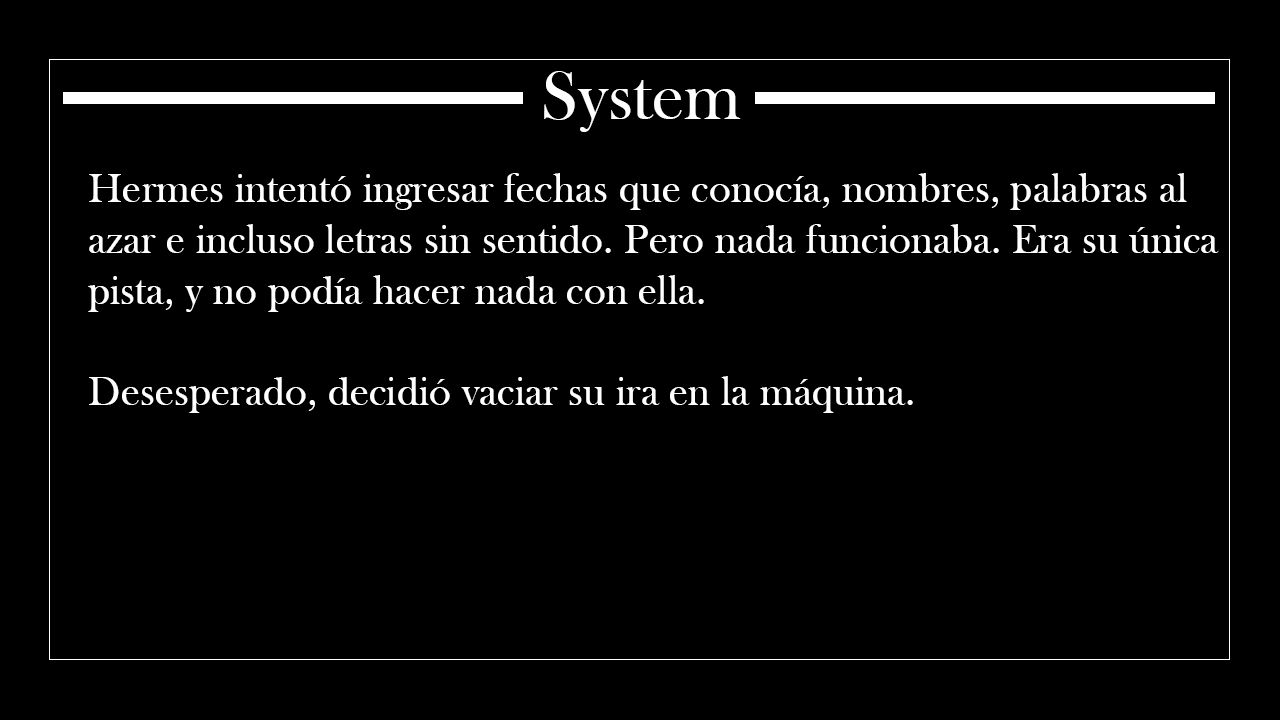 System
Hermes intentó ingresar fechas que conocía, nombres, palabras al
azar e incluso letras sin sentido. Pero nada funcionaba. Era su única
pista, y no podía hacer nada con ella.
Desesperado, decidió vaciar su ira en la máquina.